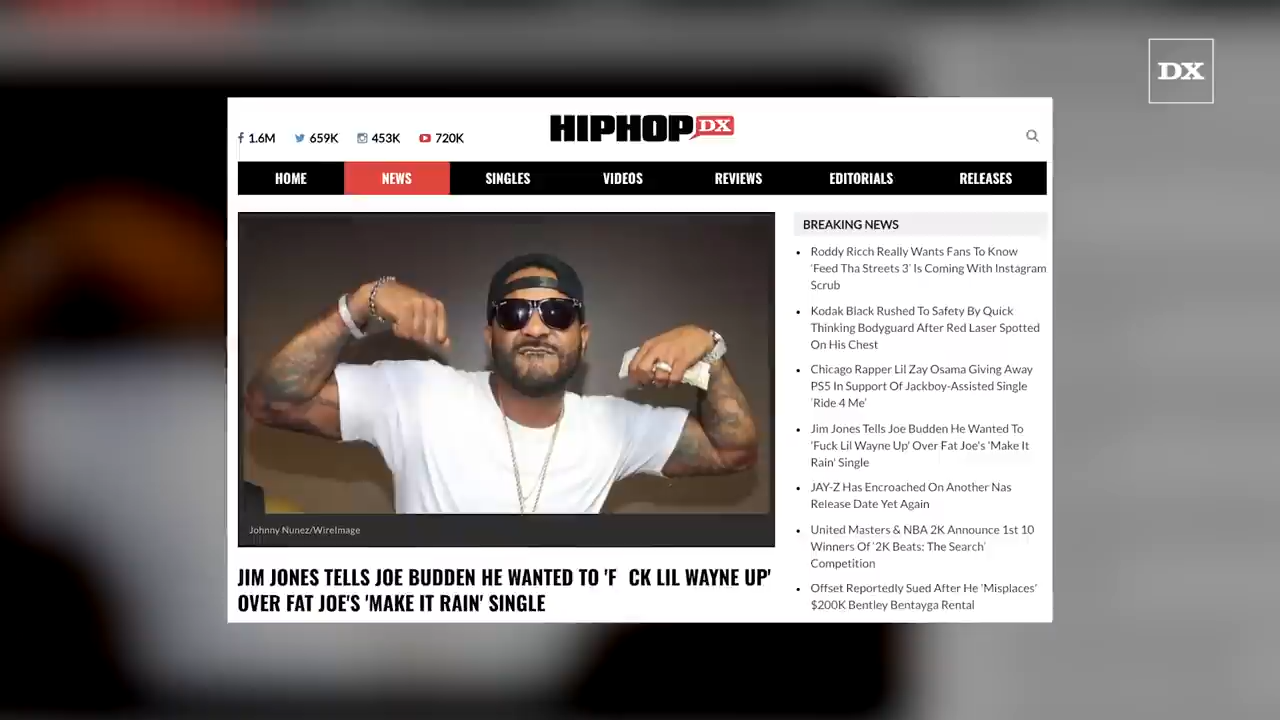 DX
1.6M 659K 453K 720K
HIPHOPDX
HOME NEWS SINGLES VIDEOS REVIEWS EDITORIALS RELEASES
Johnny Nunez/WireImage
JIM JONES TELLS JOE BUDDEN HE WANTED TO 'F CK LIL WAYNE UP'
OVER FAT JOE'S 'MAKE IT RAIN' SINGLE
BREAKING NEWS
Roddy Ricch Really Wants Fans To Know
'Feed Tha Streets 3' Is Coming With Instagram
Scrub
Kodak Black Rushed To Safety By Quick
Thinking Bodyguard After Red Laser Spotted
On His Chest
Chicago Rapper Lil Zay Osama Giving Away
PS5 In Support Of Jackboy-Assisted Single
'Ride 4 Me'
Jim Jones Tells Joe Budden He Wanted To
'Fuck Lil Wayne Up' Over Fat Joe's 'Make It
Rain' Single
JAY-Z Has Encroached On Another Nas
Release Date Yet Again
United Masters & NBA 2K Announce 1st 10
Winners Of '2K Beats: The Search'
Competition
Offset Reportedly Sued After He 'Misplaces'
$200K Bentley Bentayga Rental